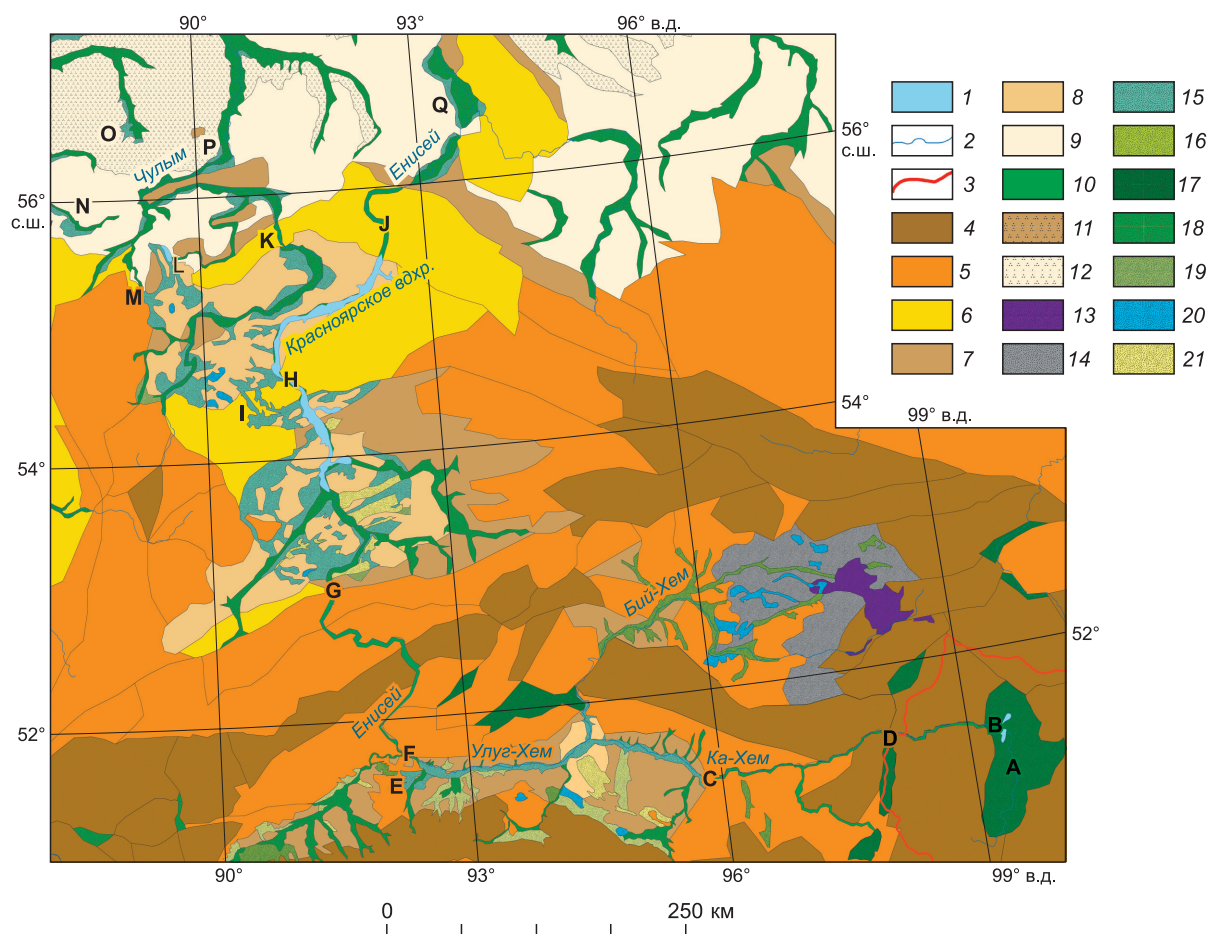 90°
93°
96° в.д.
56°
с.ш.
54°
99° в.д.
52°
56°
с.ш.
54°
52°
90°
93°
96°
99° в.д.
O
P
Q
Чулым
Енисей
N
K
J
L
M
Красноярское вдхр.
H
I
G
Бий-Хем
Енисей
F
E
Улуг-Хем
Ка-Хем
C
D
B
A
1
8
15
2
9
16
3
10
17
4
11
18
5
12
19
6
13
20
7
14
21
0 250 км